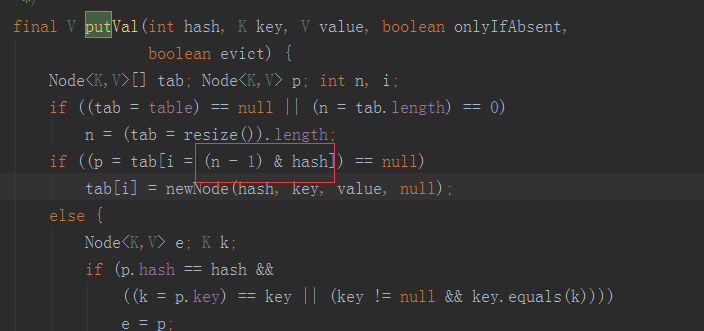 */
final V putVal(int hash, K key, V value, boolean onlyIfAbsent,
boolean evict) {
Node<K,V>[] tab; Node<K,V> p; int n, i;
if ((tab = table) == null || (n = tab.length) == 0)
n = (tab = resize()).length;
if ((p = tab[i = (n - 1) & hash]) == null)
tab[i] = newNode(hash, key, value, null);
else {
Node<K,V> e; K k;
if (p.hash == hash &&
((k = p.key) == key || (key != null && key.equals(k))))
e = p;